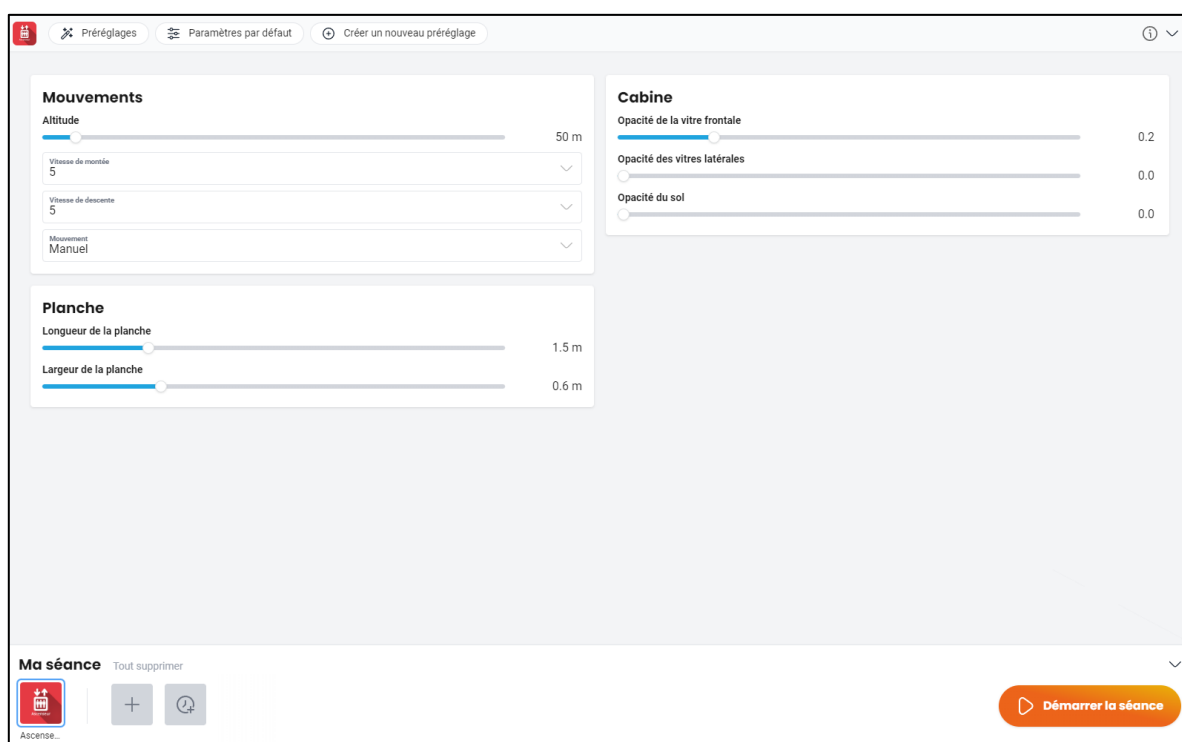 Préréglages
Paramètres par défaut
Créer un nouveau préréglage
Mouvements
Altitude
50 m
Vitesse de montée
5
Vitesse de descente
5
Mouvement
Manuel
Planche
Longueur de la planche
1.5 m
Largeur de la planche
0.6 m
Cabine
Opacité de la vitre frontale
0.2
Opacité des vitres latérales
0.0
Opacité du sol
0.0
Ma séance Tout supprimer
Ascense...
Démarrer la séance